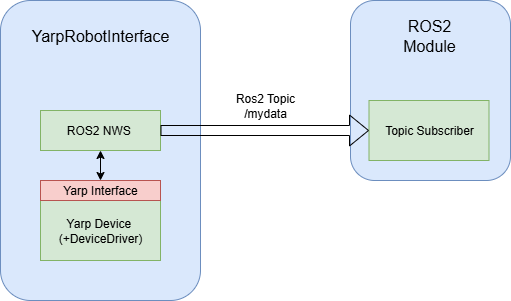 YarpRobotInterface
ROS2
Module
Ros2 Topic
/mydata
ROS2 NWS
Topic Subscriber
Yarp Interface
Yarp Device
(+DeviceDriver)